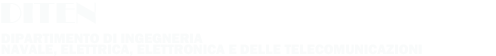 DITEN
DIPARTIMENTO DI INGEGNERIA
NAVALE, ELETTRICA, ELETTRONICA E DELLE TELECOMUNICAZIONI